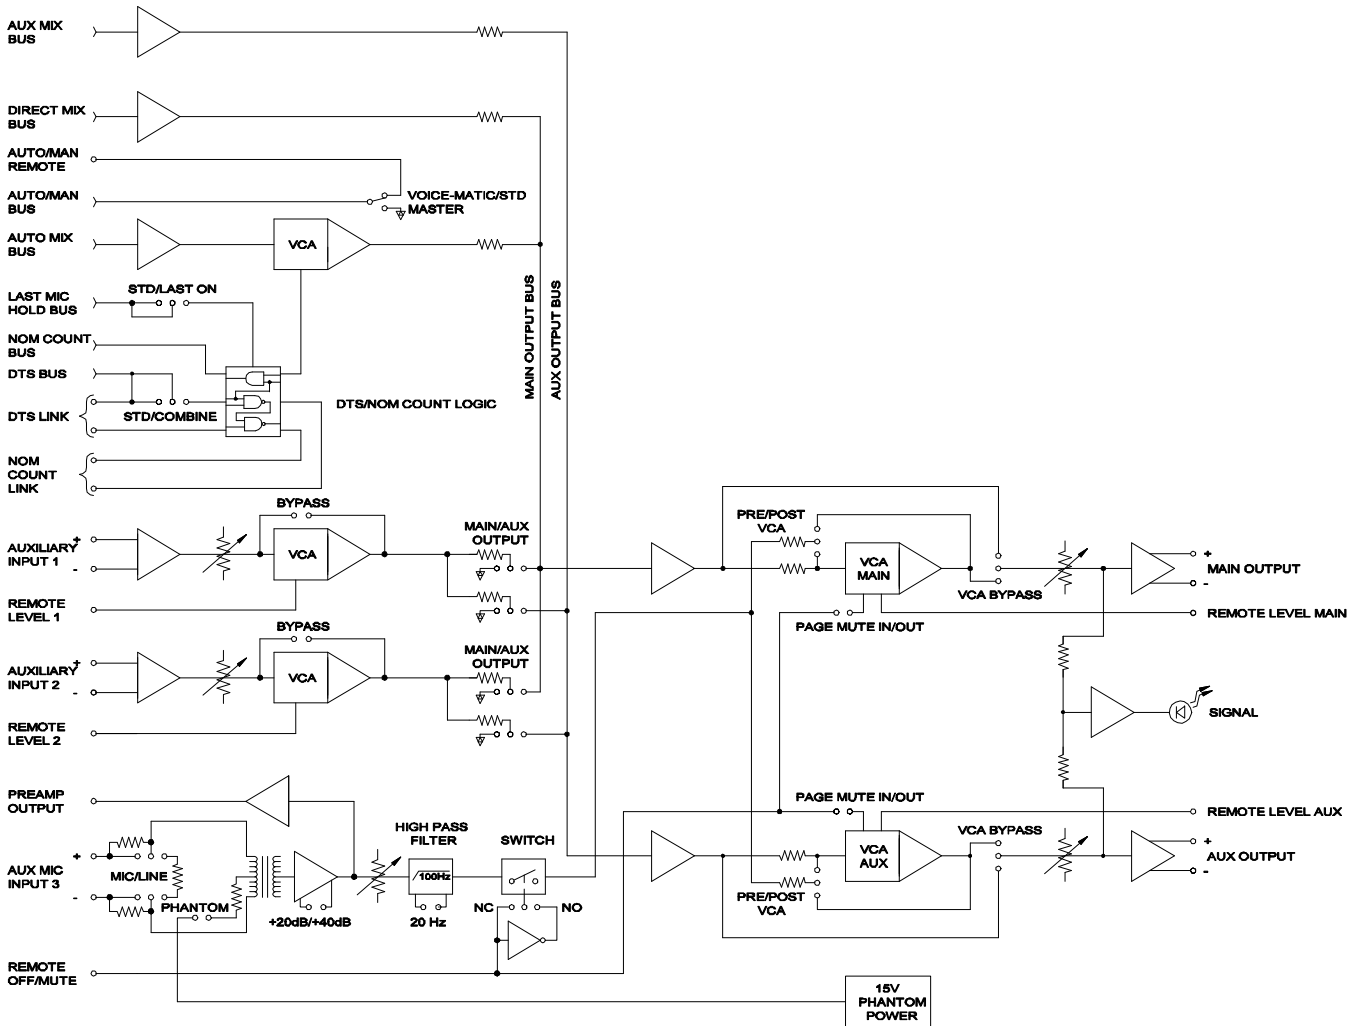 AUX MIX
BUS
DIRECT MIX
BUS
AUTO/MAN
REMOTE
AUTO/MAN
BUS
VOICE-MATIC/STD
MASTER
AUTO MIX
BUS
VCA
LAST MIC
HOLD BUS
STD/LAST ON
NOM COUNT
BUS
DTS BUS
DTS LINK
STD/COMBINE
DTS/NOM COUNT LOGIC
NOM
COUNT
LINK
MAIN OUTPUT BUS
AUX OUTPUT BUS
BYPASS
+
AUXILIARY
INPUT 1
-
VCA
MAIN/AUX
OUTPUT
REMOTE
LEVEL 1
BYPASS
+
AUXILIARY
INPUT 2
-
VCA
MAIN/AUX
OUTPUT
REMOTE
LEVEL 2
PRE/POST
VCA
VCA
MAIN
VCA BYPASS
+
MAIN OUTPUT
-
PAGE MUTE IN/OUT
REMOTE LEVEL MAIN
SIGNAL
PREAMP
OUTPUT
PAGE MUTE IN/OUT
REMOTE LEVEL AUX
HIGH PASS
FILTER
SWITCH
VCA BYPASS
+
AUX MIC
INPUT 3
-
MIC/LINE
PHANTOM
+20dB/+40dB
100Hz
20 Hz
NC
NO
VCA
AUX
PRE/POST
VCA
+
AUX OUTPUT
-
REMOTE
OFF/MUTE
15V
PHANTOM
POWER